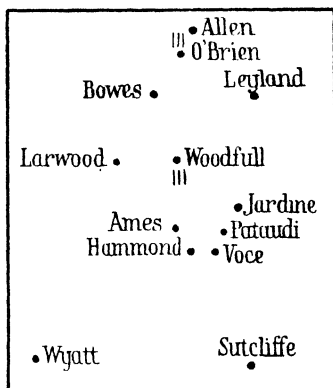 Allen
O'Brien
Bowes
Leyland
Larwood
Woodfull
Jardine
Ames
Pataudi
Hammond
Voce
Wyatt
Sutcliffe